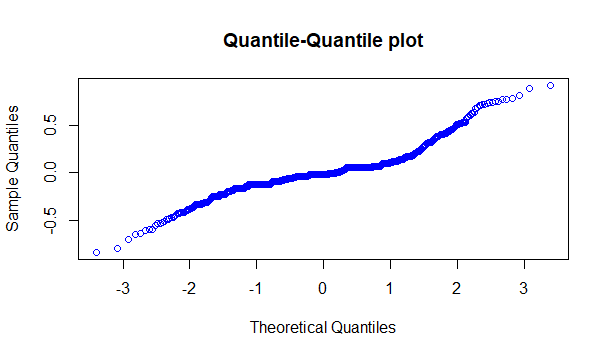 Quantile-Quantile plot
Sample Quantiles
0.5
0.0
-0.5
-3 -2 -1 0 1 2 3
Theoretical Quantiles